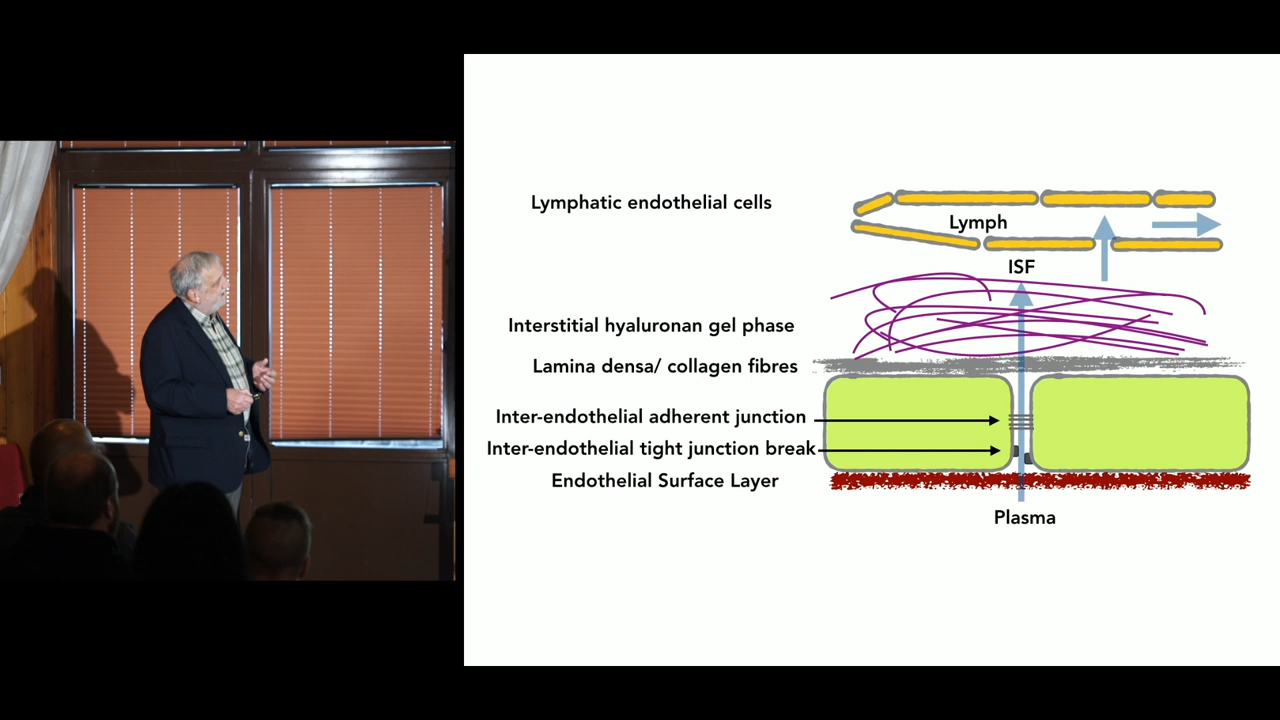 Lymphatic endothelial cells
Lymph
ISF
Interstitial hyaluronan gel phase
Lamina densa/ collagen fibres
Inter-endothelial adherent junction
Inter-endothelial tight junction break
Endothelial Surface Layer
Plasma